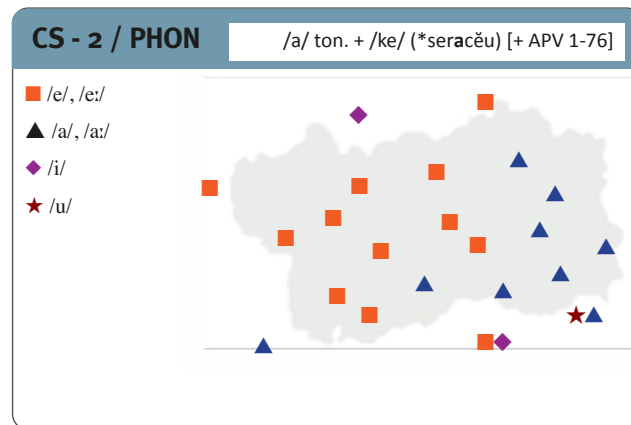 CS - 2 / PHON
/a/ ton. + /ke/ (*seracĕu) [+ APV 1-76]
/e/, /eː/
/a/, /aː/
/i/
/u/